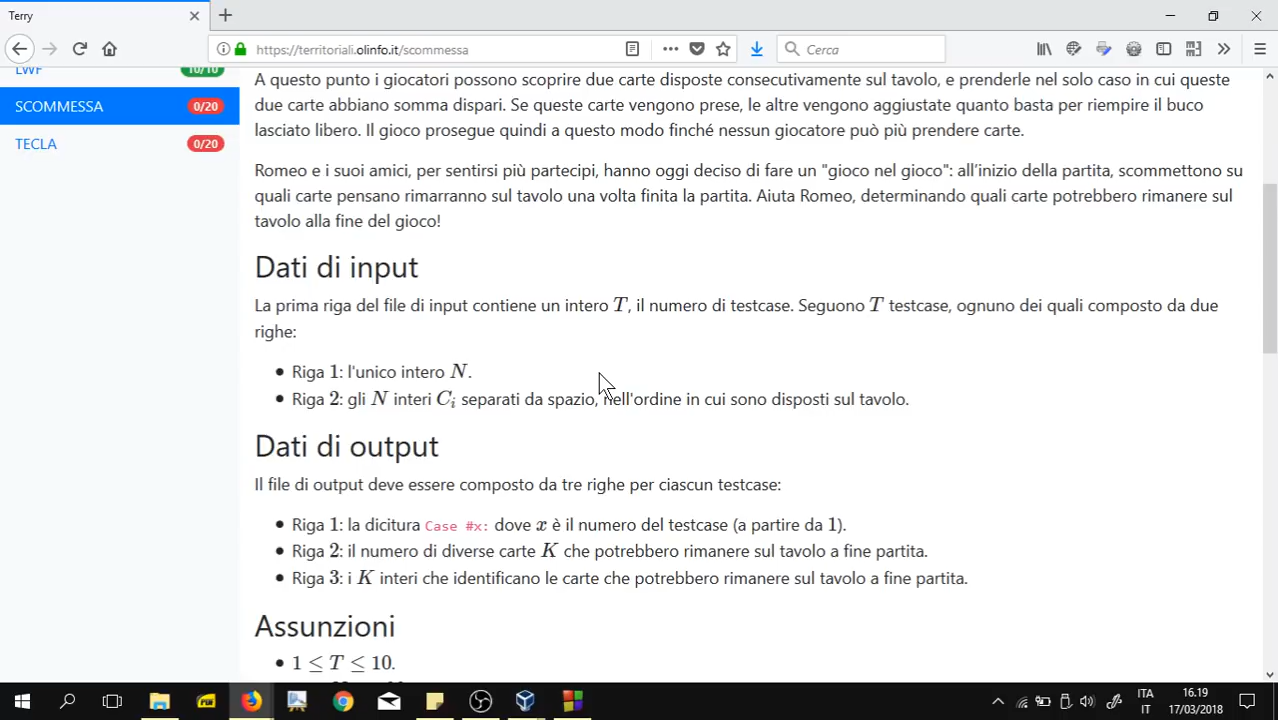 Terry
https://territoriali.olinfo.it/scommessa
Cerca
LWF 10/10
SCOMMESSA 0/20
TECLA 0/20
A questo punto i giocatori possono scoprire due carte disposte consecutivamente sul tavolo, e prenderle nel solo caso in cui queste
due carte abbiano somma dispari. Se queste carte vengono prese, le altre vengono aggiustate quanto basta per riempire il buco
lasciato libero. Il gioco prosegue quindi a questo modo finché nessun giocatore può più prendere carte.
Romeo e i suoi amici, per sentirsi più partecipi, hanno oggi deciso di fare un "gioco nel gioco": all'inizio della partita, scommettono su
quali carte pensano rimarranno sul tavolo una volta finita la partita. Aiuta Romeo, determinando quali carte potrebbero rimanere sul
tavolo alla fine del gioco!
Dati di input
La prima riga del file di input contiene un intero T, il numero di testcase. Seguono T testcase, ognuno dei quali composto da due
righe:
• Riga 1: l'unico intero N.
• Riga 2: gli N interi Ci separati da spazio, nell'ordine in cui sono disposti sul tavolo.
Dati di output
Il file di output deve essere composto da tre righe per ciascun testcase:
• Riga 1: la dicitura Case #x: dove x è il numero del testcase (a partire da 1).
• Riga 2: il numero di diverse carte K che potrebbero rimanere sul tavolo a fine partita.
• Riga 3: i K interi che identificano le carte che potrebbero rimanere sul tavolo a fine partita.
Assunzioni
• 1 ≤ T ≤ 10.
ITA
IT
16.19
17/03/2018